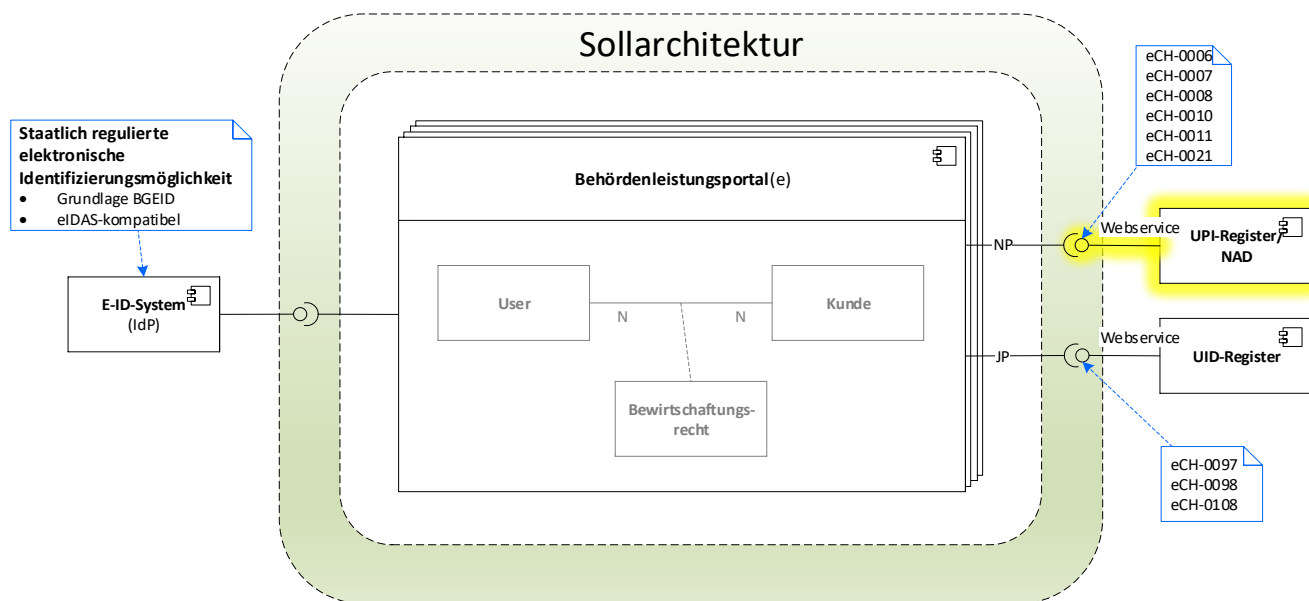 Sollarchitektur
eCH-0006
eCH-0007
eCH-0008
eCH-0010
eCH-0011
eCH-0021
Staatlich regulierte
elektronische
Identifizierungsmöglichkeit
• Grundlage BGEID
• eIDAS-kompatibel
Behördenleistungsportal(e)
E-ID-System
(IdP)
User
N
N
Kunde
Bewirtschaftungs-
recht
NP
Webservice
UPI-Register/
NAD
JP
Webservice
UID-Register
eCH-0097
eCH-0098
eCH-0108